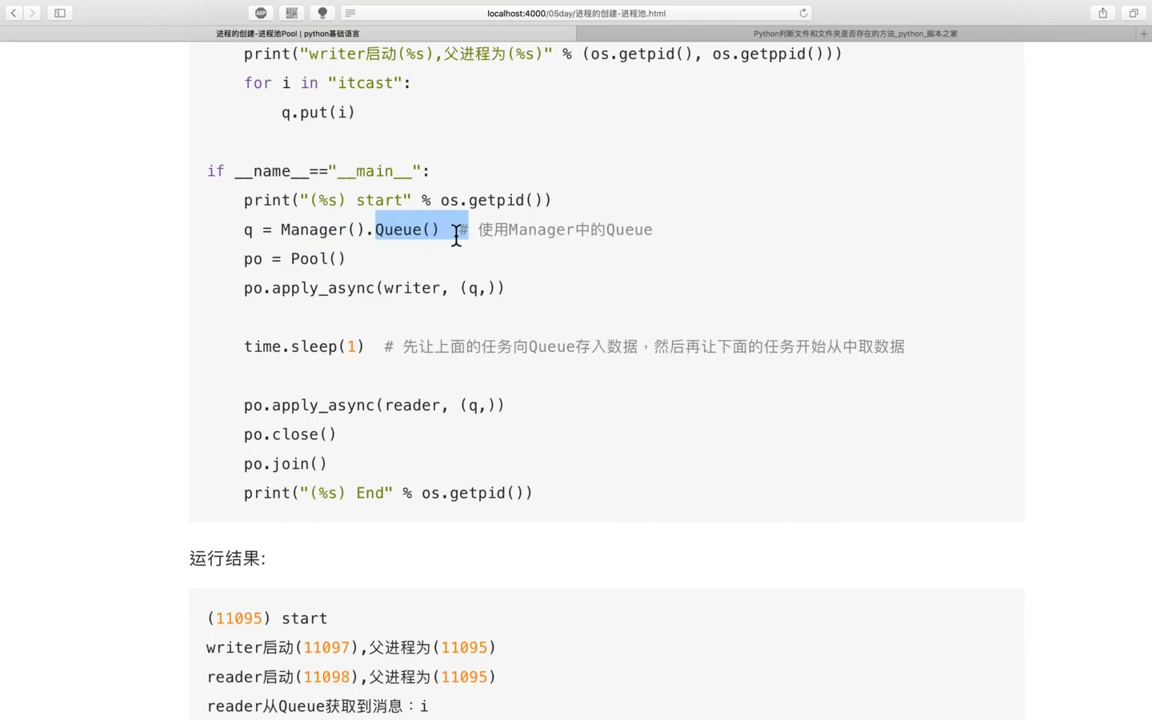 localhost:4000/05day/进程的创建-进程池.html
进程的创建-进程池Pool | python基础语言
Python判断文件和文件夹是否存在的方法_python_脚本之家
print("writer启动(%s),父进程为(%s)" % (os.getpid(), os.getppid()))
for i in "itcast":
q.put(i)
if __name__=="__main__":
print("(%s) start" % os.getpid())
q = Manager().Queue()  # 使用Manager中的Queue
po = Pool()
po.apply_async(writer, (q,))
time.sleep(1)  # 先让上面的任务向Queue存入数据，然后再让下面的任务开始从中取数据
po.apply_async(reader, (q,))
po.close()
po.join()
print("(%s) End" % os.getpid())
运行结果:
(11095) start
writer启动(11097),父进程为(11095)
reader启动(11098),父进程为(11095)
reader从Queue获取到消息：i